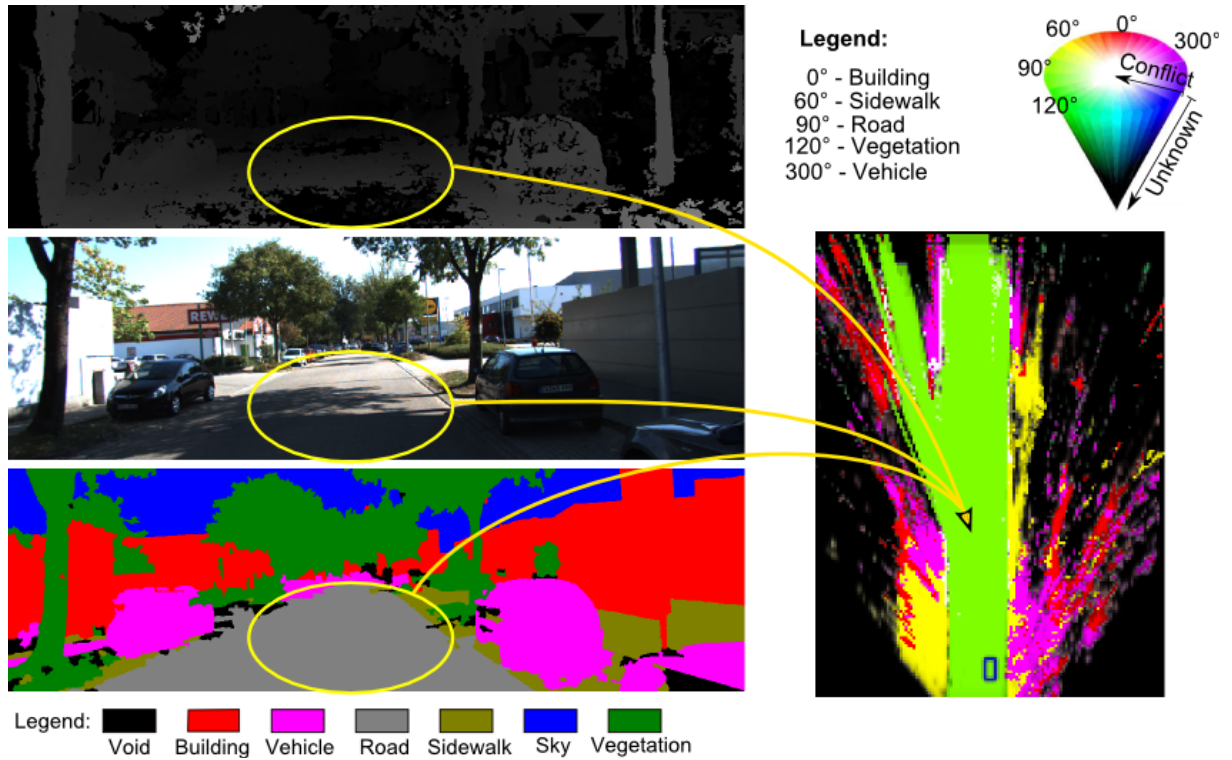 Legend:
0° - Building
60° - Sidewalk
90° - Road
120° - Vegetation
300° - Vehicle
0°
60°
300°
90°
120°
Conflict
Unknown
REWE
Legend:
Void
Building
Vehicle
Road
Sidewalk
Sky
Vegetation